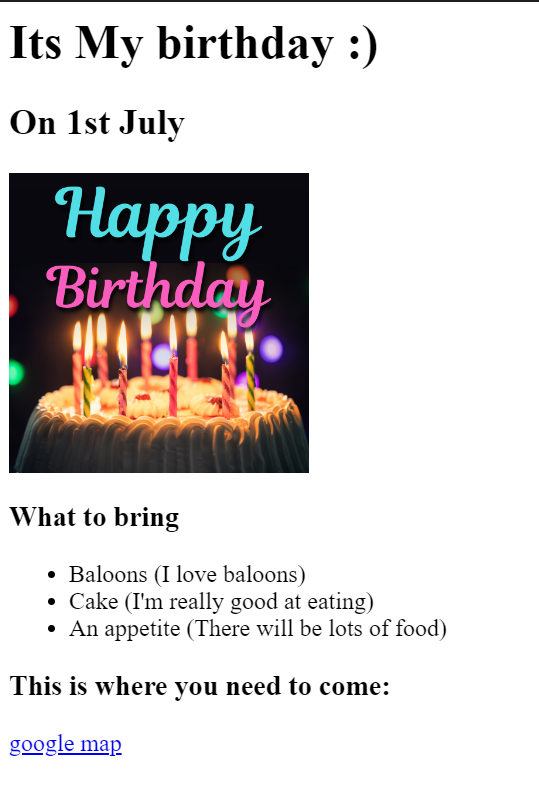 Its My birthday :)
On 1st July
Happy
Birthday
What to bring
Baloons (I love baloons)
Cake (I'm really good at eating)
An appetite (There will be lots of food)
This is where you need to come:
google map